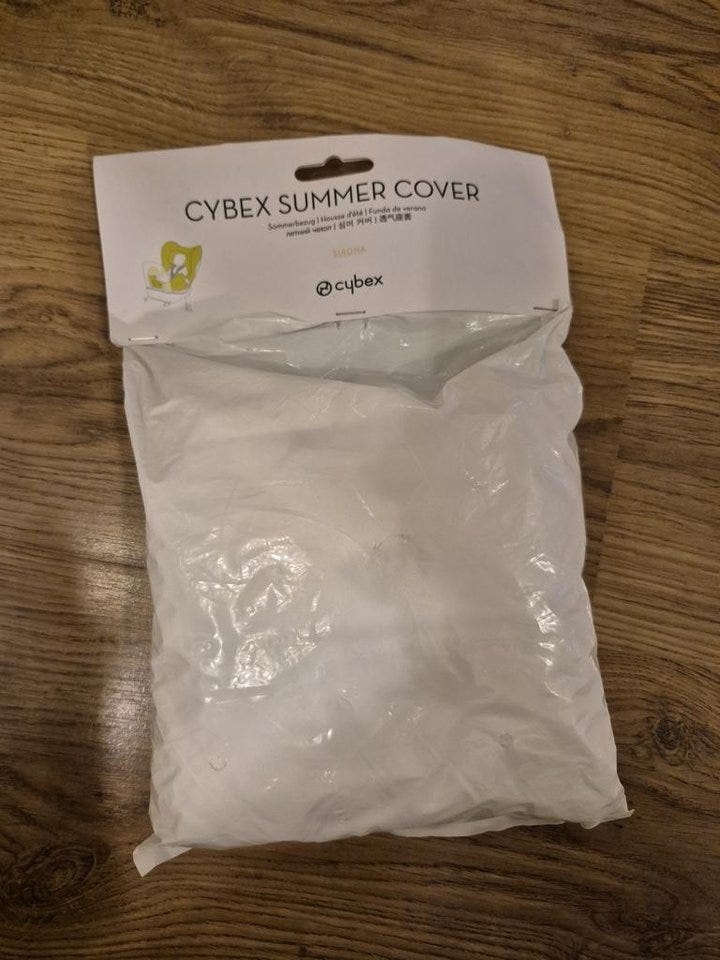 CYBEX SUMMER COVER
Sommerbezug | Housse d'été | Funda de verano
летний чехол | 썸머 커버 | 透气座套
SIRONA
cybex